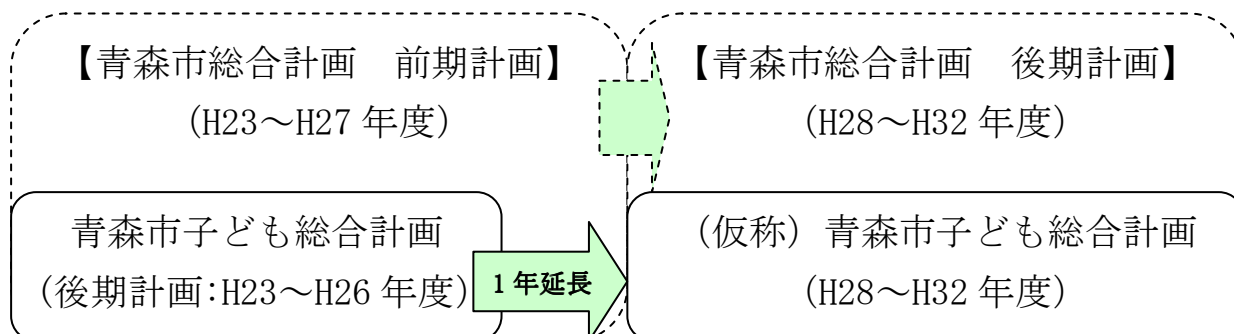 【青森市総合計画　前期計画】
(H23～H27 年度)
【青森市総合計画　後期計画】
(H28～H32 年度)
青森市子ども総合計画
(後期計画:H23～H26 年度)
1年延長
(仮称) 青森市子ども総合計画
(H28～H32 年度)